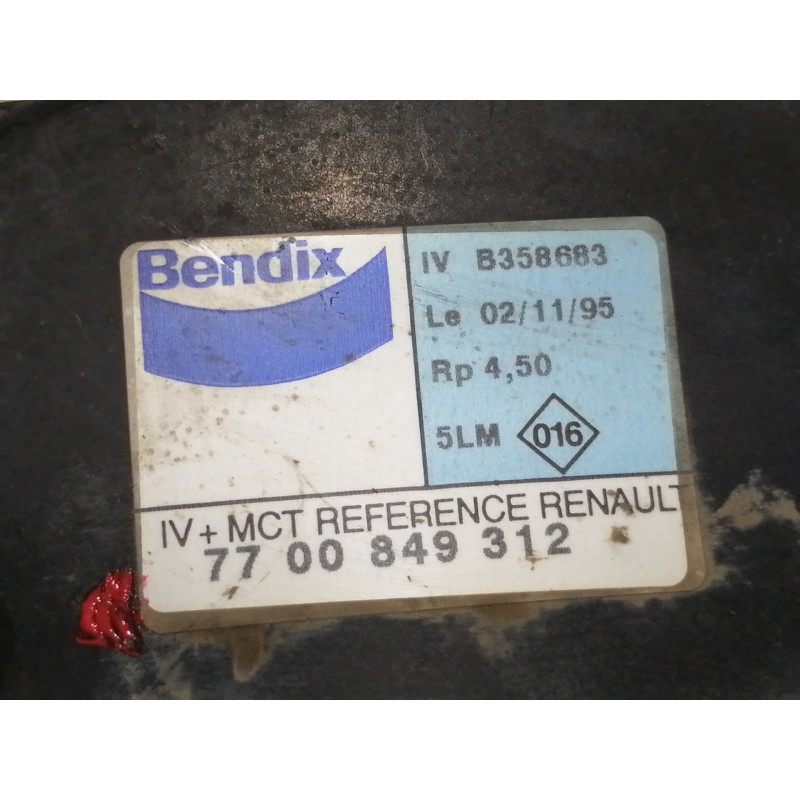 Bendix
IV B358683
Le 02/11/95
Rp 4,50
5LM 016
IV + MCT REFERENCE RENAULT
77 00 849 312